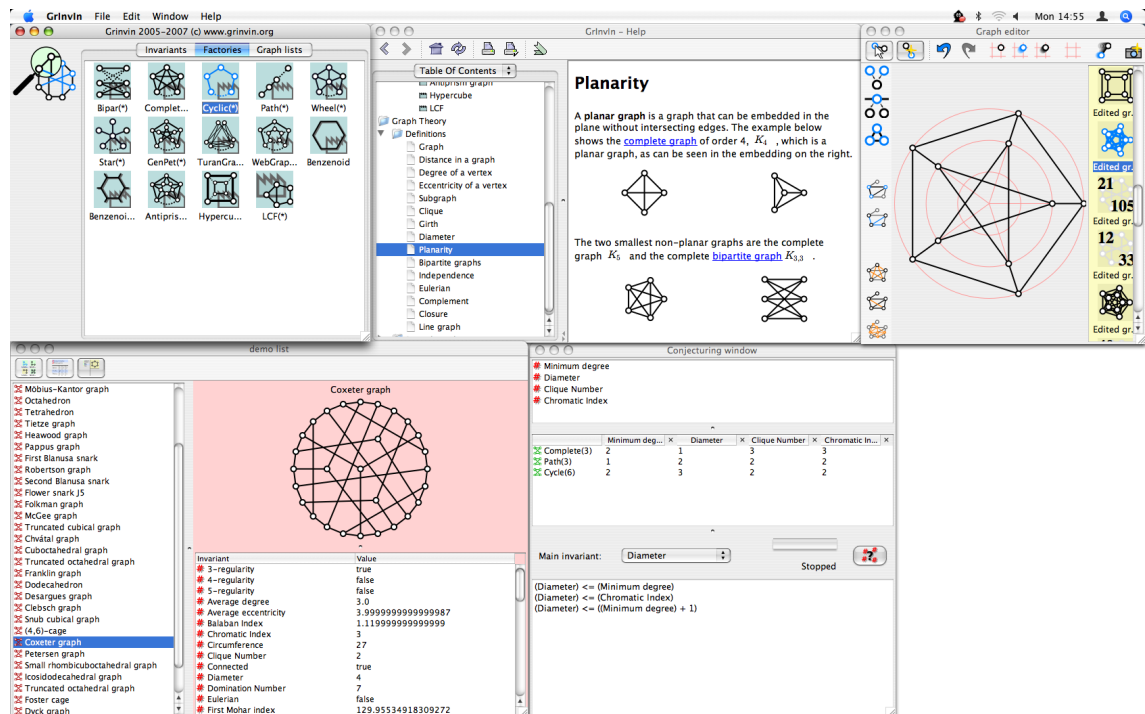 GrInvIn File Edit Window Help
Mon 14:55
Grinvin 2005-2007 (c) www.grinvin.org
Invariants Factories Graph lists
Bipar(*) Complet... Cyclic(*) Path(*) Wheel(*)
Star(*) GenPet(*) TuranGra... WebGrap... Benzenoid
Benzenoi... Antipris... Hypercu... LCF(*)
GrInvIn - Help
Table Of Contents
Antiprism graph
Hypercube
LCF
Graph Theory
Definitions
Graph
Distance in a graph
Degree of a vertex
Eccentricity of a vertex
Subgraph
Clique
Girth
Diameter
Planarity
Bipartite graphs
Independence
Eulerian
Complement
Closure
Line graph
Planarity
A planar graph is a graph that can be embedded in the
plane without intersecting edges. The example below
shows the complete graph of order 4, K4 , which is a
planar graph, as can be seen in the embedding on the right.
The two smallest non-planar graphs are the complete
graph K5 and the complete bipartite graph K3,3 .
Graph editor
Edited gr.
Edited gr.
21
105
Edited gr.
12
33
Edited gr.
Edited gr.
demo list
Möbius-Kantor graph
Octahedron
Tetrahedron
Tietze graph
Heawood graph
Pappus graph
First Blanusa snark
Robertson graph
Second Blanusa snark
Flower snark J5
Folkman graph
McGee graph
Truncated cubical graph
Chvátal graph
Cuboctahedral graph
Truncated octahedral graph
Franklin graph
Dodecahedron
Desargues graph
Clebsch graph
Snub cubical graph
(4,6)-cage
Coxeter graph
Petersen graph
Small rhombicuboctahedral graph
Icosidodecahedral graph
Truncated octahedral graph
Foster cage
Dyck graph
Coxeter graph
Invariant Value
3-regularity true
4-regularity false
5-regularity false
Average degree 3.0
Average eccentricity 3.9999999999999987
Balaban Index 1.119999999999999
Chromatic Index 3
Circumference 27
Clique Number 2
Connected true
Diameter 4
Domination Number 7
Eulerian false
First Mohar index 129.95534918309272
Conjecturing window
Minimum degree
Diameter
Clique Number
Chromatic Index
Minimum deg... × Diameter × Clique Number × Chromatic In... ×
Complete(3) 2 1 3 3
Path(3) 1 2 2 2
Cycle(6) 2 3 2 2
Main invariant: Diameter
Stopped
(Diameter) <= (Minimum degree)
(Diameter) <= (Chromatic Index)
(Diameter) <= ((Minimum degree) + 1)